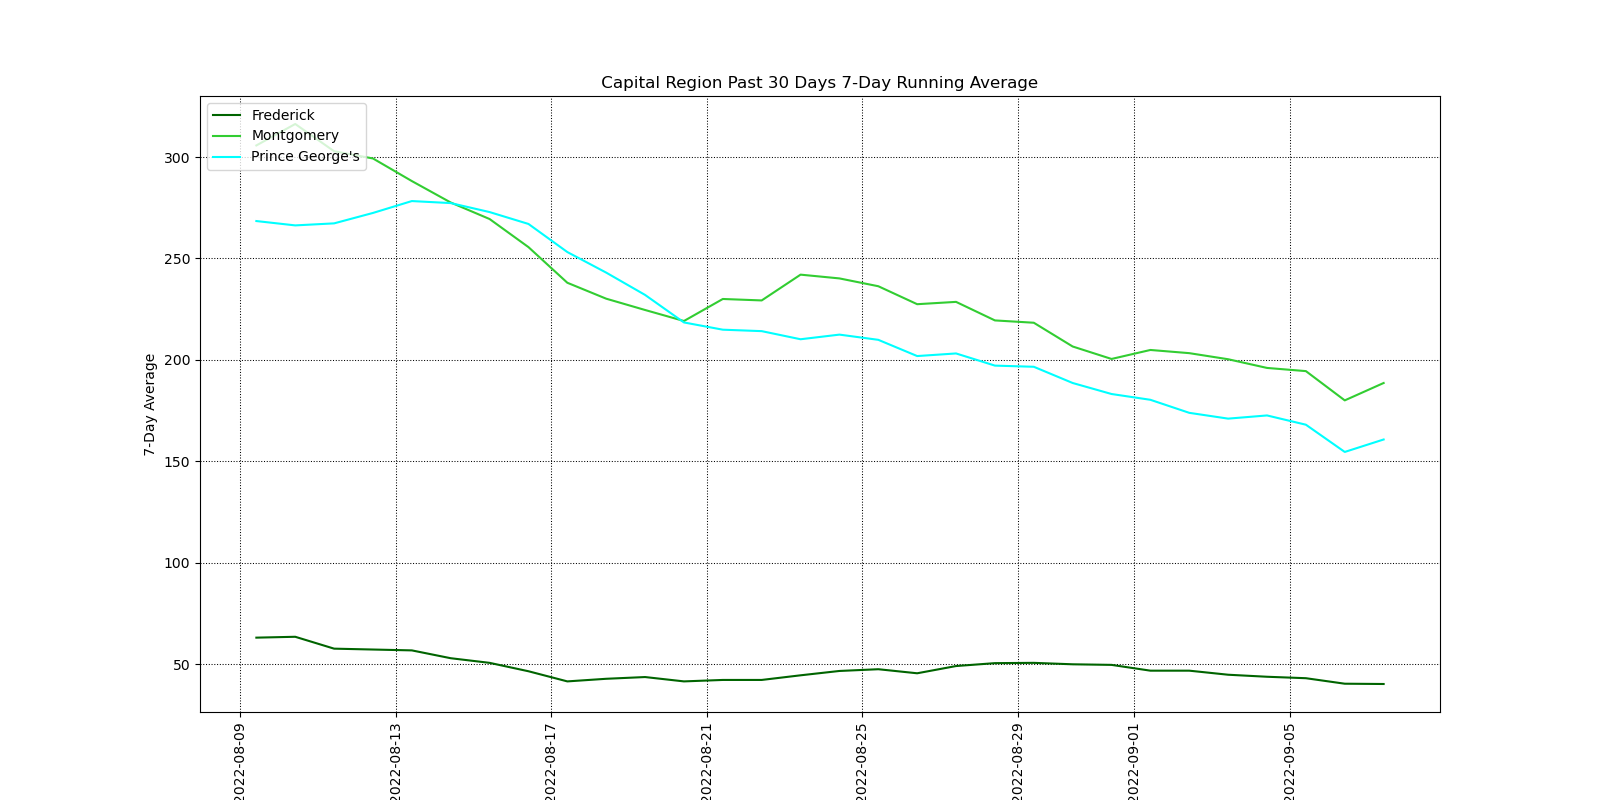 Capital Region Past 30 Days 7-Day Running Average
Frederick
Montgomery
Prince George's
7-Day Average
300
250
200
150
100
50
2022-08-09
2022-08-13
2022-08-17
2022-08-21
2022-08-25
2022-08-29
2022-09-01
2022-09-05